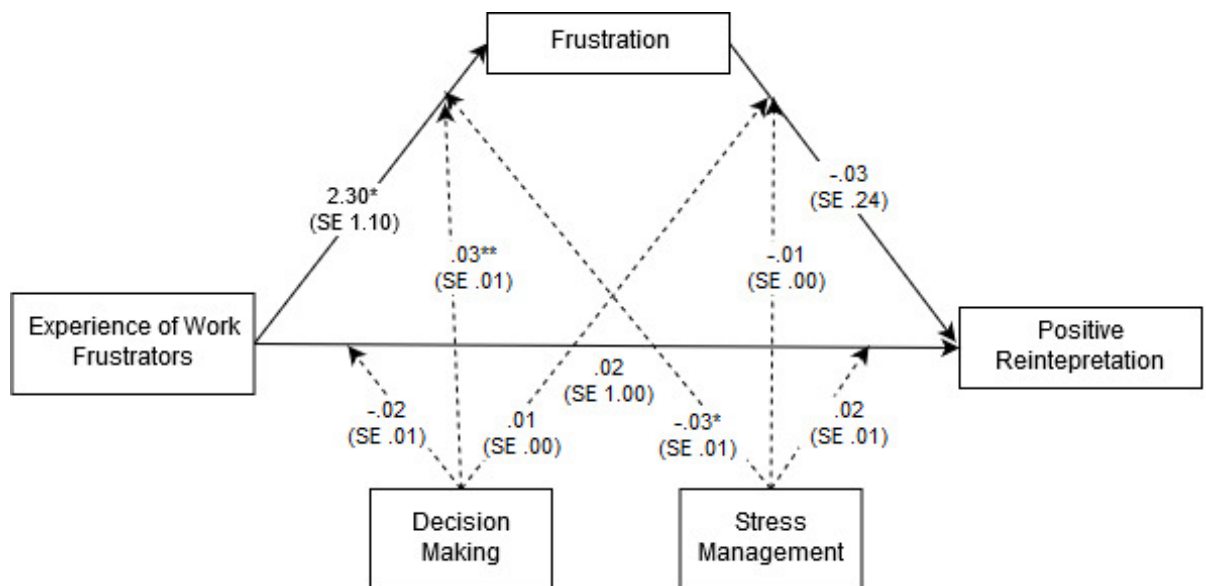 Frustration
2.30*
(SE 1.10)
-.03
(SE .24)
.03**
(SE .01)
-.01
(SE .00)
Experience of Work
Frustrators
Positive
Reintepretation
.02
(SE 1.00)
-.02
(SE .01)
.01
(SE .00)
-.03*
(SE .01)
.02
(SE .01)
Decision
Making
Stress
Management